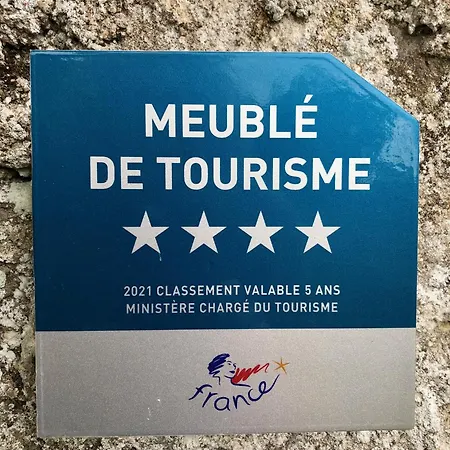 MEUBLÉ
DE TOURISME
2021 CLASSEMENT VALABLE 5 ANS
MINISTÈRE CHARGÉ DU TOURISME
france